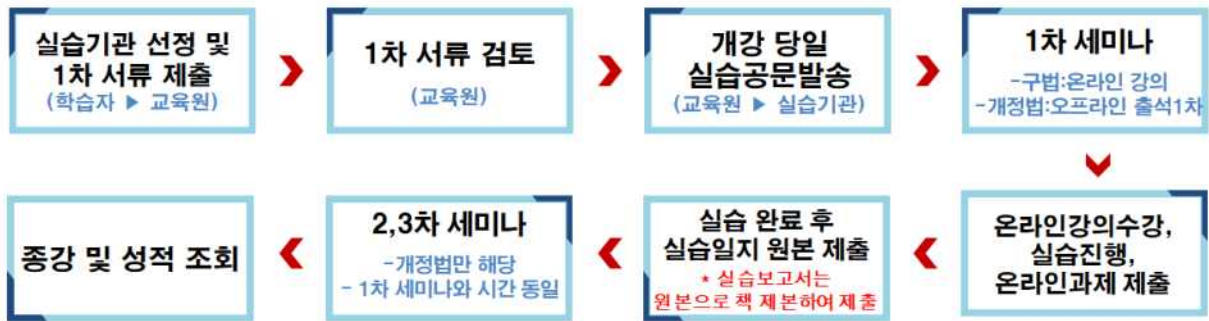 실습기관 선정 및
1차 서류 제출
(학습자 ▶ 교육원)
1차 서류 검토
(교육원)
개강 당일
실습공문발송
(교육원 ▶ 실습기관)
1차 세미나
-구법:온라인 강의
-개정법:오프라인 출석1차
온라인강의수강,
실습진행,
온라인과제 제출
실습 완료 후
실습일지 원본 제출
* 실습보고서는
원본으로 책 제본하여 제출
2,3차 세미나
-개정법만 해당
- 1차 세미나와 시간 동일
종강 및 성적 조회